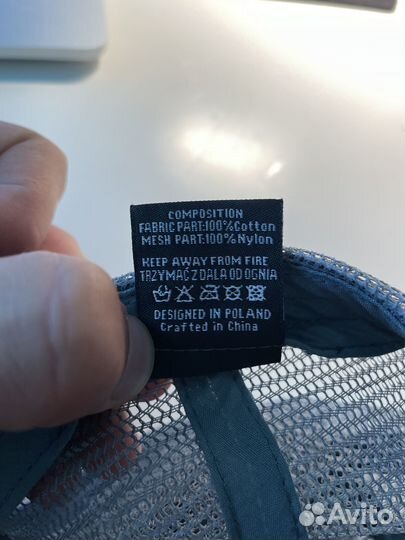 COMPOSITION
FABRIC PART:100%Cotton
MESH PART:100%Nylon
KEEP AWAY FROM FIRE
TRZYMAĆ Z DALA OD OGNIA
DESIGNED IN POLAND
Crafted in China
Avito